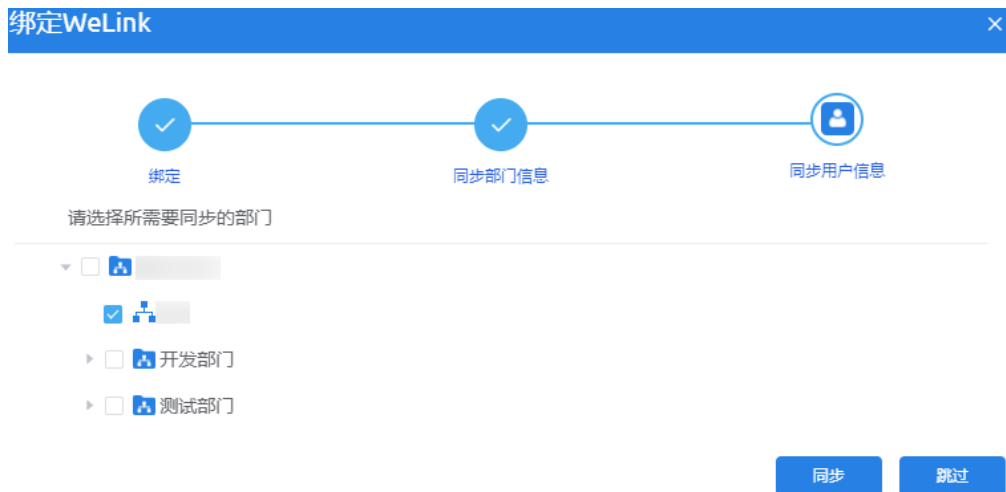 绑定WeLink
绑定
同步部门信息
同步用户信息
请选择所需要同步的部门
开发部门
测试部门
同步
跳过